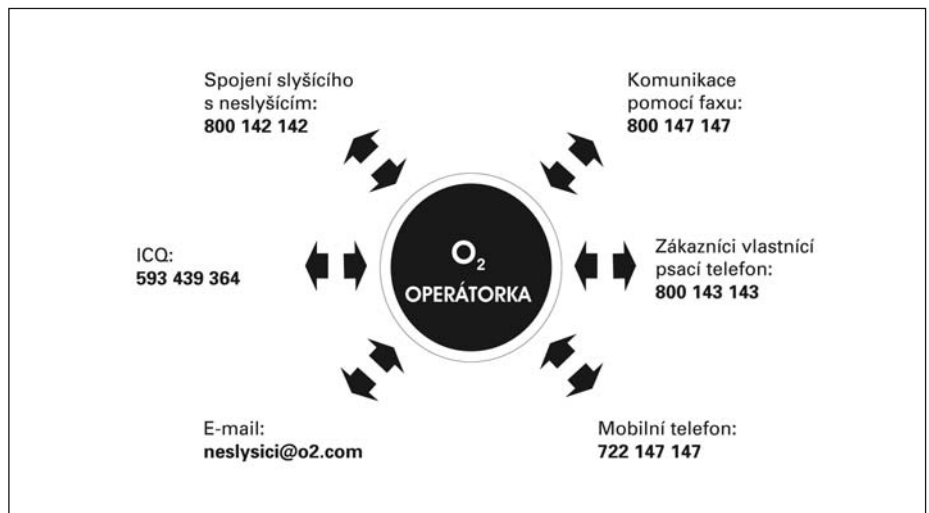 Spojení slyšícího
s neslyšícím:
800 142 142
Komunikace
pomocí faxu:
800 147 147
ICQ:
593 439 364
O₂
OPERÁTORKA
Zákazníci vlastnící
psací telefon:
800 143 143
E-mail:
neslysici@o2.com
Mobilní telefon:
722 147 147